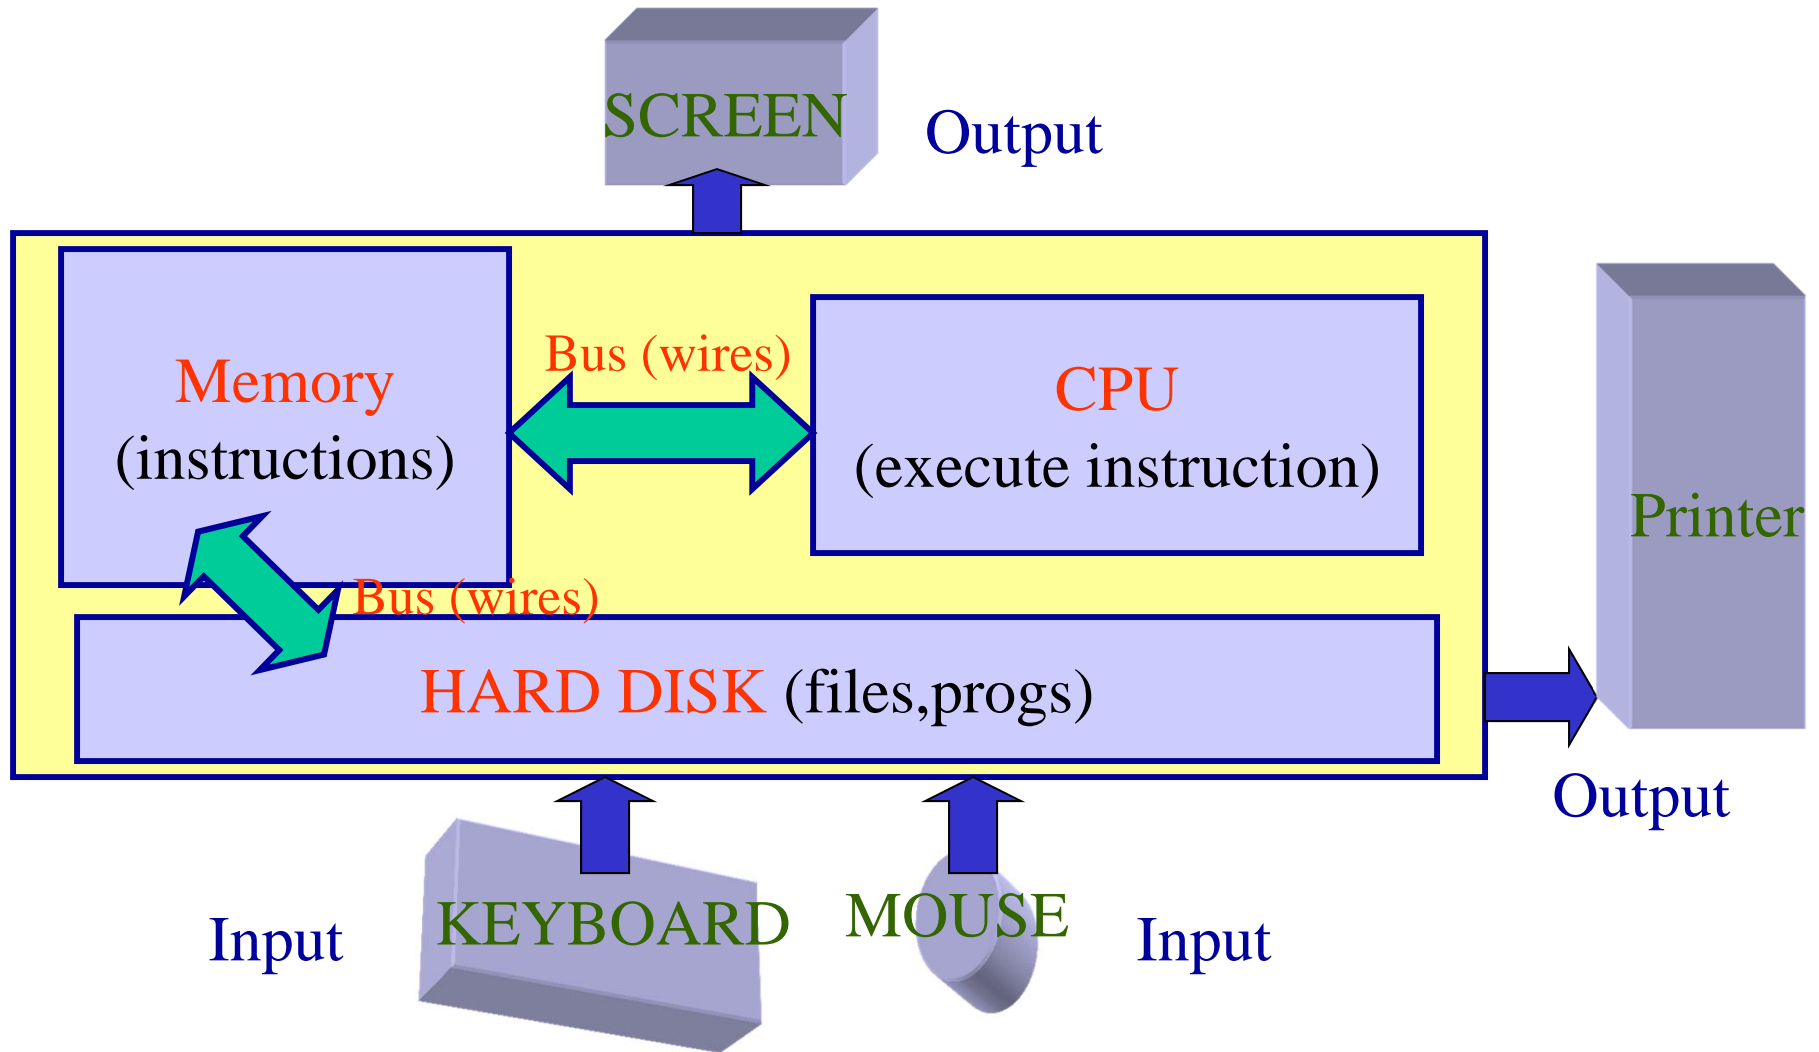 SCREEN
Output
Bus (wires)
Memory
(instructions)
CPU
(execute instruction)
Printer
Bus (wires)
HARD DISK (files,progs)
Output
KEYBOARD
MOUSE
Input
Input